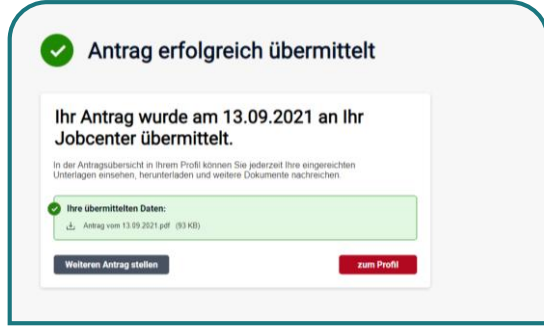 Antrag erfolgreich übermittelt
Ihr Antrag wurde am 13.09.2021 an Ihr
Jobcenter übermittelt.
In der Antragsübersicht in Ihrem Profil können Sie jederzeit Ihre eingereichten
Unterlagen einsehen, herunterladen und weitere Dokumente nachreichen
Ihre übermittelten Daten:
Antrag vom 13.09.2021.pdf (93 KB)
Weiteren Antrag stellen
zum Profil